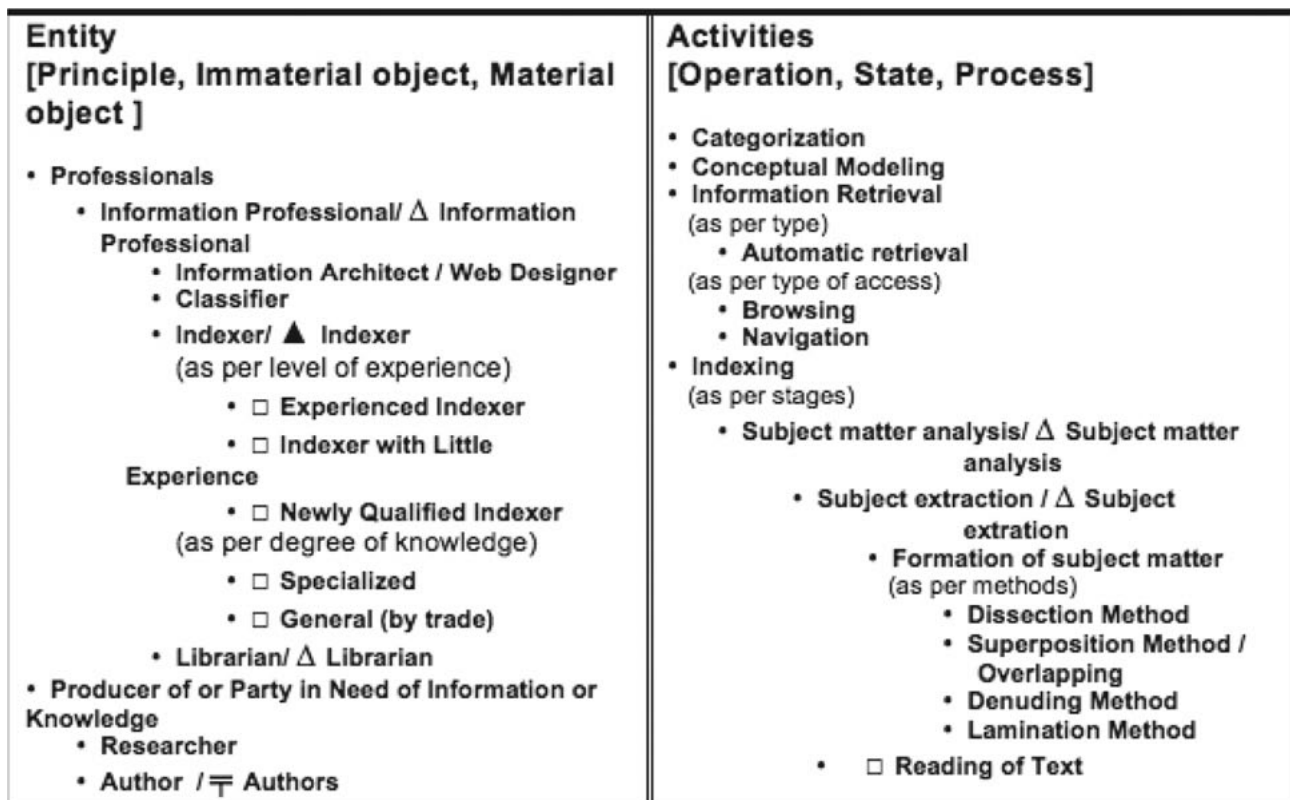 Entity
[Principle, Immaterial object, Material
object ]
• Professionals
• Information Professional/ Δ Information
Professional
• Information Architect / Web Designer
• Classifier
• Indexer/ ▲ Indexer
(as per level of experience)
• □ Experienced Indexer
• □ Indexer with Little
Experience
• □ Newly Qualified Indexer
(as per degree of knowledge)
• □ Specialized
• □ General (by trade)
• Librarian/ Δ Librarian
• Producer of or Party in Need of Information or
Knowledge
• Researcher
• Author / ╤ Authors
Activities
[Operation, State, Process]
• Categorization
• Conceptual Modeling
• Information Retrieval
(as per type)
• Automatic retrieval
(as per type of access)
• Browsing
• Navigation
• Indexing
(as per stages)
• Subject matter analysis/ Δ Subject matter
analysis
• Subject extraction / Δ Subject
extration
• Formation of subject matter
(as per methods)
• Dissection Method
• Superposition Method /
Overlapping
• Denuding Method
• Lamination Method
• □ Reading of Text